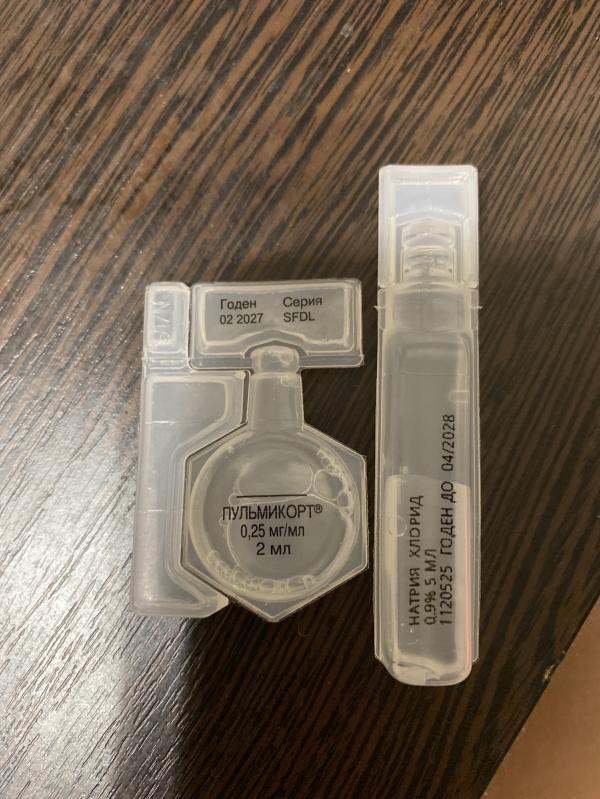 Годен Серия
02 2027 SFDL
ПУЛЬМИКОРТ®
0,25 мг/мл
2 мл
НАТРИЯ ХЛОРИД
0,9% 5 МЛ
1120525 ГОДЕН ДО 04/2028